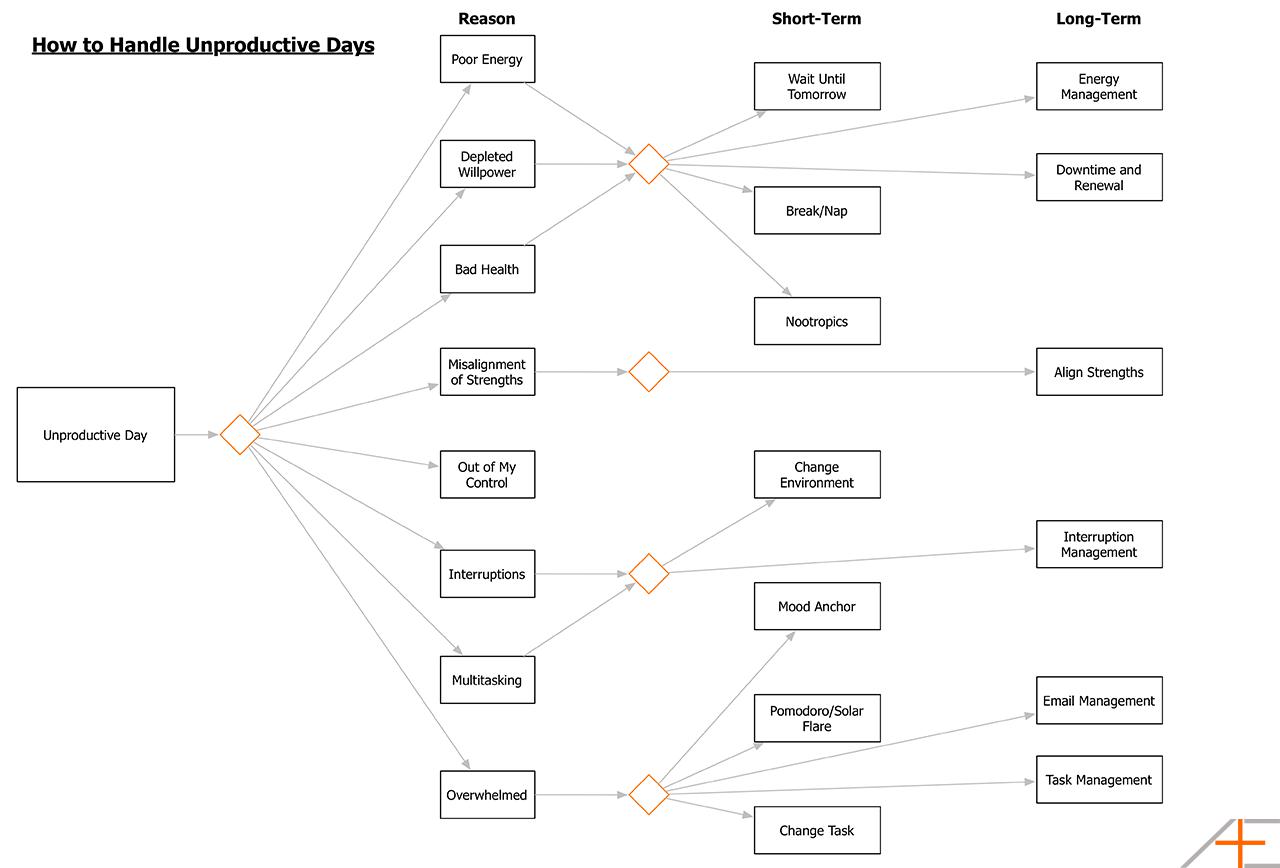 How to Handle Unproductive Days
Reason
Short-Term
Long-Term
Unproductive Day
Poor Energy
Depleted
Willpower
Bad Health
Misalignment
of Strengths
Out of My
Control
Interruptions
Multitasking
Overwhelmed
Wait Until
Tomorrow
Break/Nap
Nootropics
Change
Environment
Mood Anchor
Pomodoro/Solar
Flare
Change Task
Energy
Management
Downtime and
Renewal
Align Strengths
Interruption
Management
Email Management
Task Management